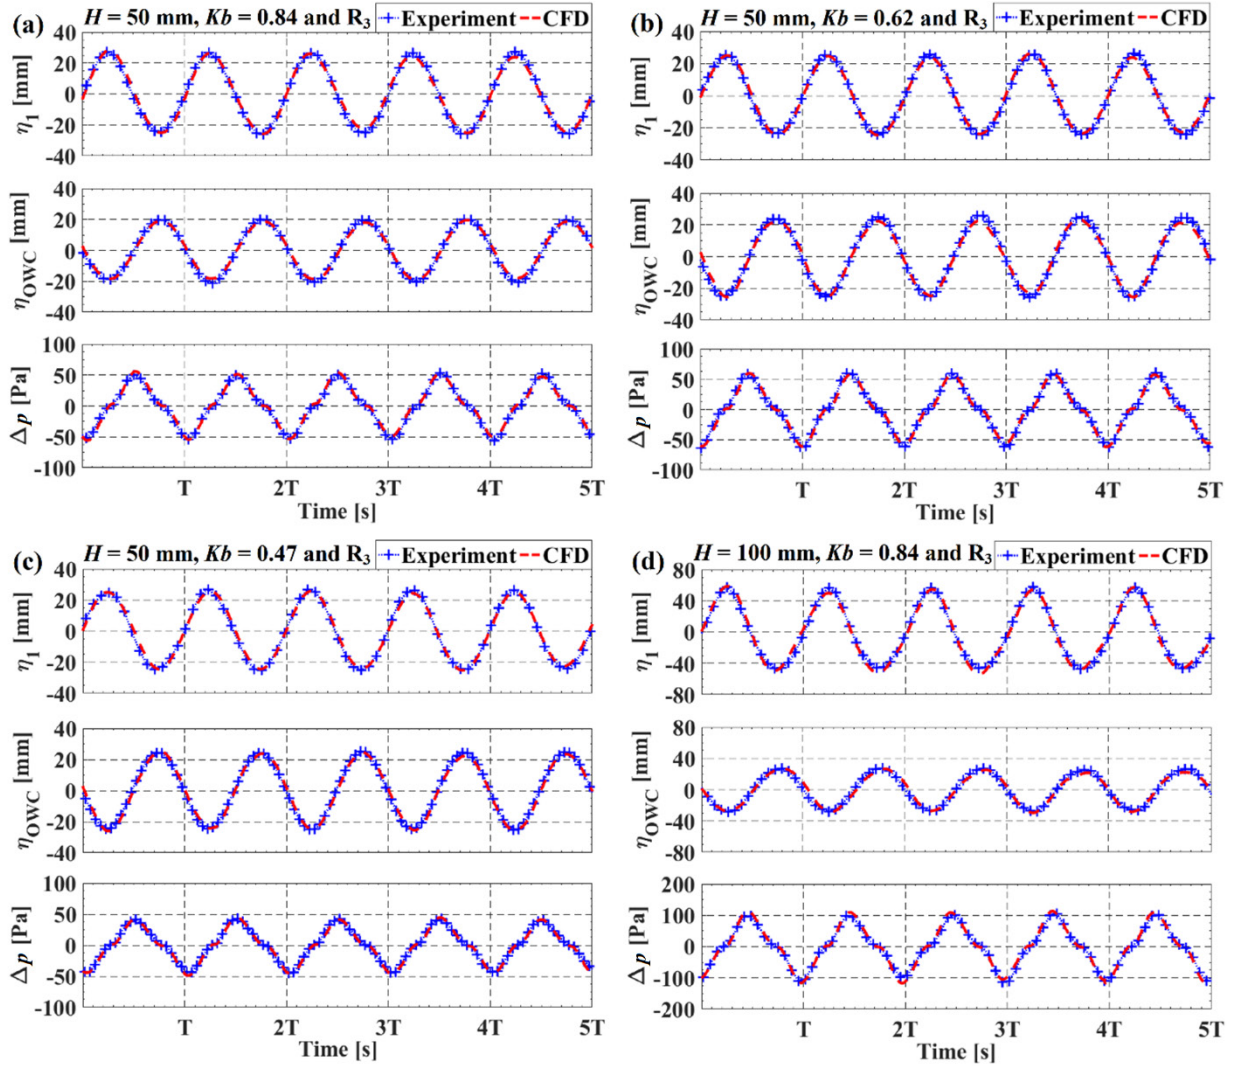 (a) H = 50 mm, Kb = 0.84 and R3 Experiment CFD
40
20
0
-20
-40
η1 [mm]
40
20
0
-20
-40
ηOWC [mm]
100
50
0
-50
-100
Δp [Pa]
T 2T 3T 4T 5T
Time [s]
(b) H = 50 mm, Kb = 0.62 and R3 Experiment CFD
40
20
0
-20
-40
η1 [mm]
40
20
0
-20
-40
ηOWC [mm]
100
50
0
-50
-100
Δp [Pa]
T 2T 3T 4T 5T
Time [s]
(c) H = 50 mm, Kb = 0.47 and R3 Experiment CFD
40
20
0
-20
-40
η1 [mm]
40
20
0
-20
-40
ηOWC [mm]
100
50
0
-50
-100
Δp [Pa]
T 2T 3T 4T 5T
Time [s]
(d) H = 100 mm, Kb = 0.84 and R3 Experiment CFD
80
40
0
-40
-80
η1 [mm]
80
40
0
-40
-80
ηOWC [mm]
200
100
0
-100
-200
Δp [Pa]
T 2T 3T 4T 5T
Time [s]